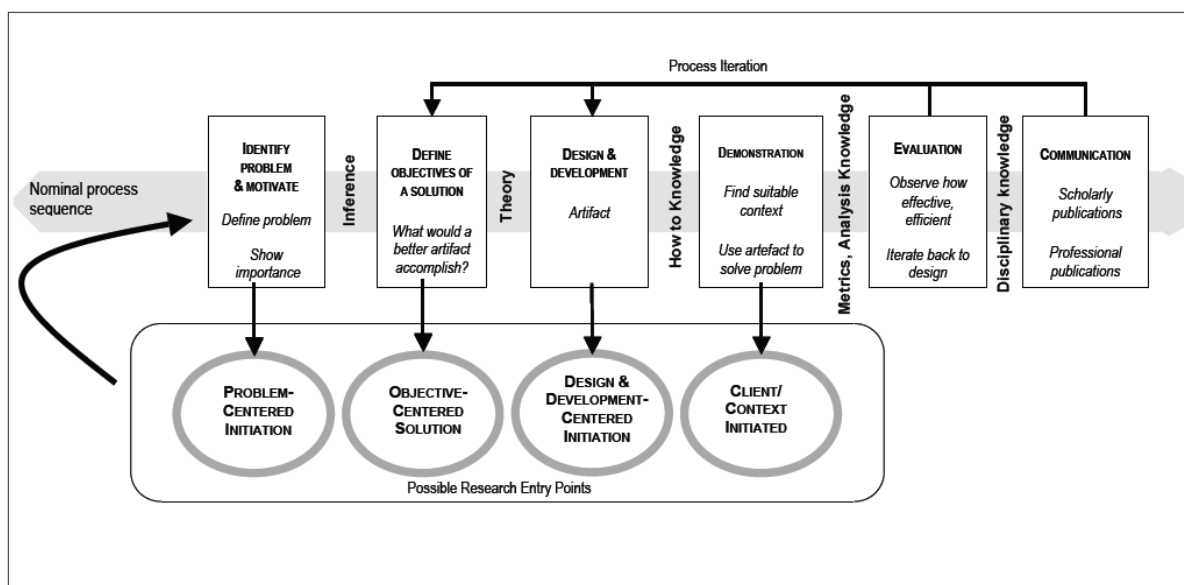 Process Iteration
Nominal process
sequence
IDENTIFY
PROBLEM
& MOTIVATE
Define problem
Show
importance
Inference
DEFINE
OBJECTIVES OF
A SOLUTION
What would a
better artifact
accomplish?
Theory
DESIGN &
DEVELOPMENT
Artifact
How to Knowledge
DEMONSTRATION
Find suitable
context
Use artefact to
solve problem
Metrics, Analysis Knowledge
EVALUATION
Observe how
effective,
efficient
Iterate back to
design
Disciplinary knowledge
COMMUNICATION
Scholarly
publications
Professional
publications
PROBLEM-
CENTERED
INITIATION
OBJECTIVE-
CENTERED
SOLUTION
DESIGN &
DEVELOPMENT-
CENTERED
INITIATION
CLIENT/
CONTEXT
INITIATED
Possible Research Entry Points